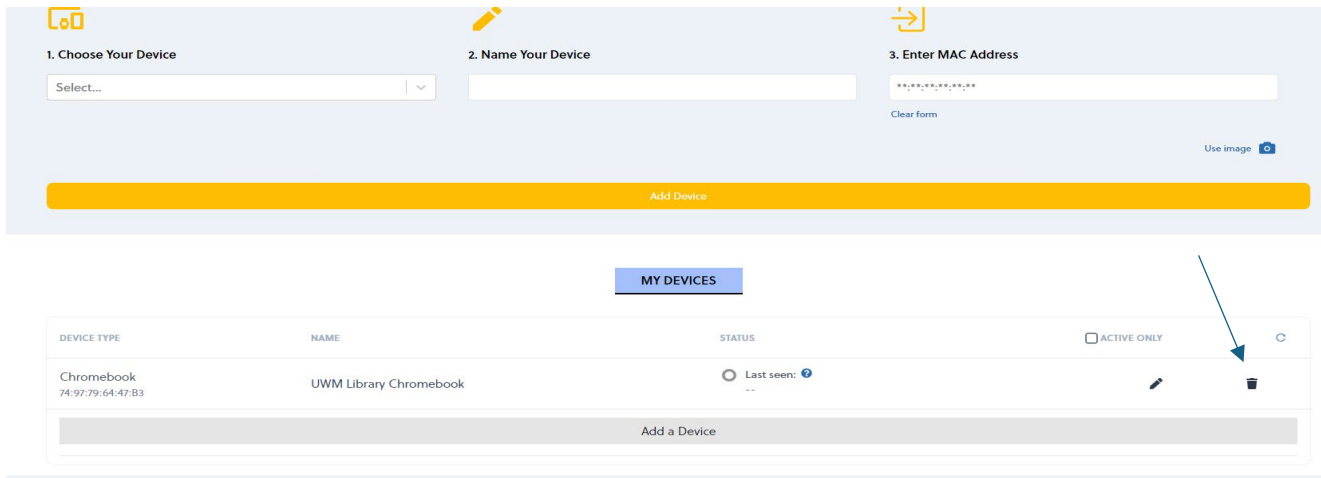 1. Choose Your Device
2. Name Your Device
3. Enter MAC Address
Select...
**:**:**:**:**:**
Clear form
Use image
Add Device
MY DEVICES
DEVICE TYPE NAME STATUS ACTIVE ONLY
Chromebook
74:97:79:64:47:B3
UWM Library Chromebook
Last seen: ?
--
Add a Device